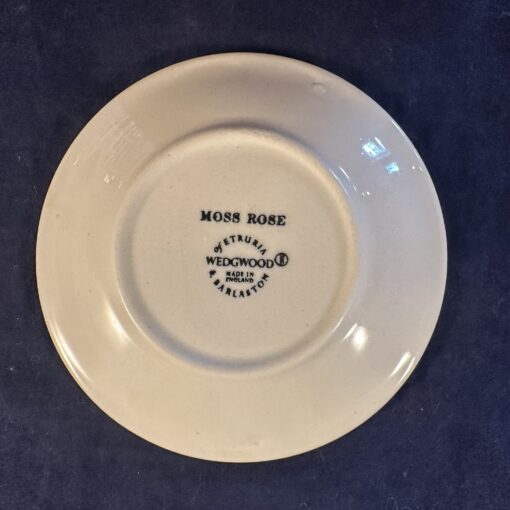 MOSS ROSE
of ETRURIA
WEDGWOOD ®
MADE IN
ENGLAND
& BARLASTON